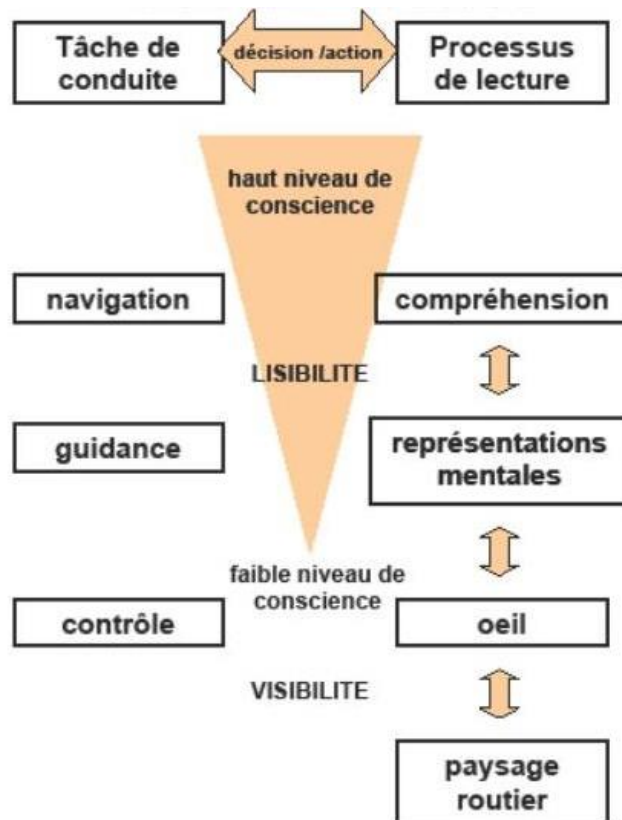 Tâche de
conduite
décision /action
Processus
de lecture
haut niveau de
conscience
navigation
compréhension
LISIBILITE
guidance
représentations
mentales
faible niveau de
conscience
contrôle
oeil
VISIBILITE
paysage
routier